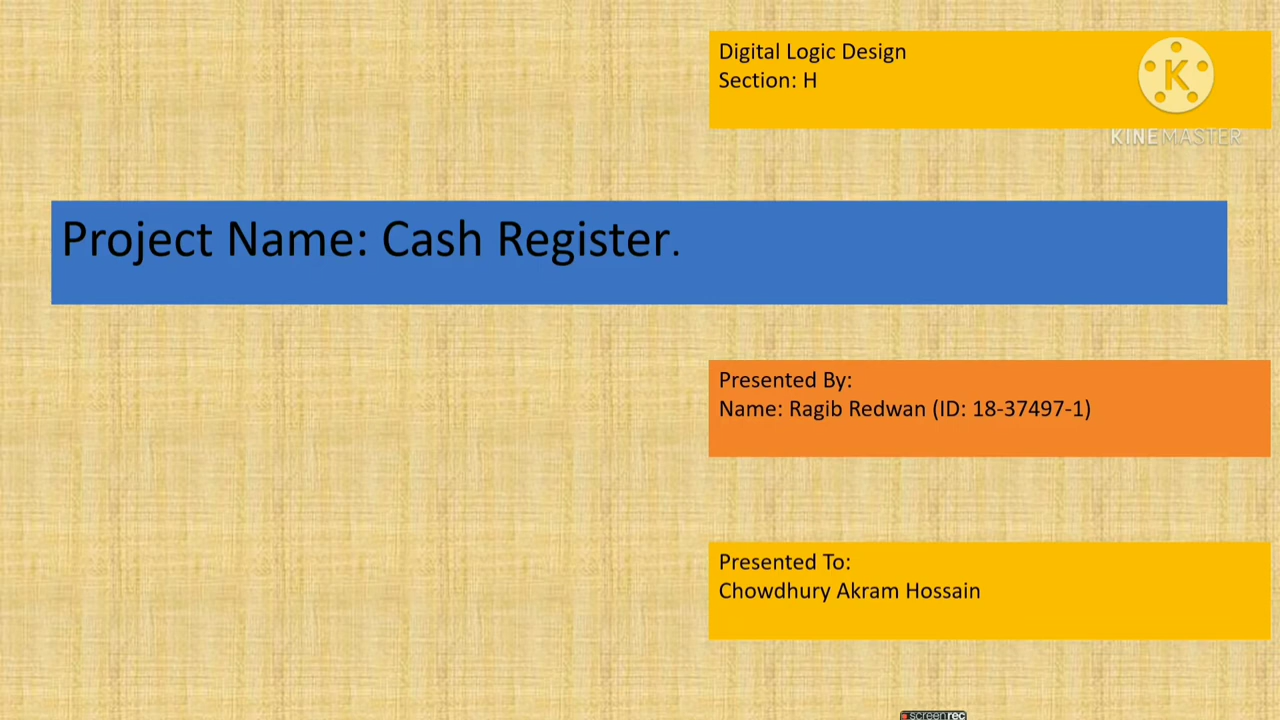 Digital Logic Design
Section: H
K
KINEMASTER
Project Name: Cash Register.
Presented By:
Name: Ragib Redwan (ID: 18-37497-1)
Presented To:
Chowdhury Akram Hossain
screenrec